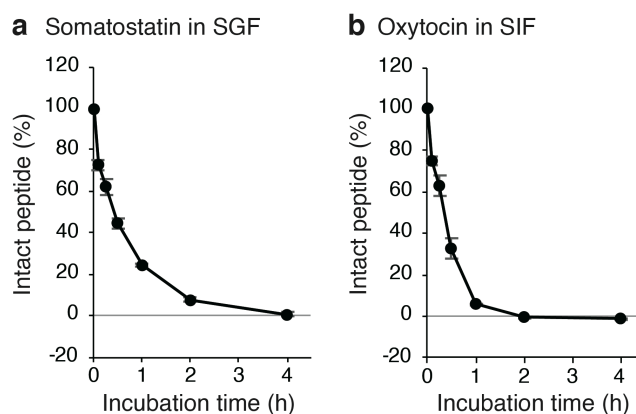 a Somatostatin in SGF
120
100
80
60
40
20
0
-20
Intact peptide (%)
0 1 2 3 4
Incubation time (h)
b Oxytocin in SIF
120
100
80
60
40
20
0
-20
Intact peptide (%)
0 1 2 3 4
Incubation time (h)